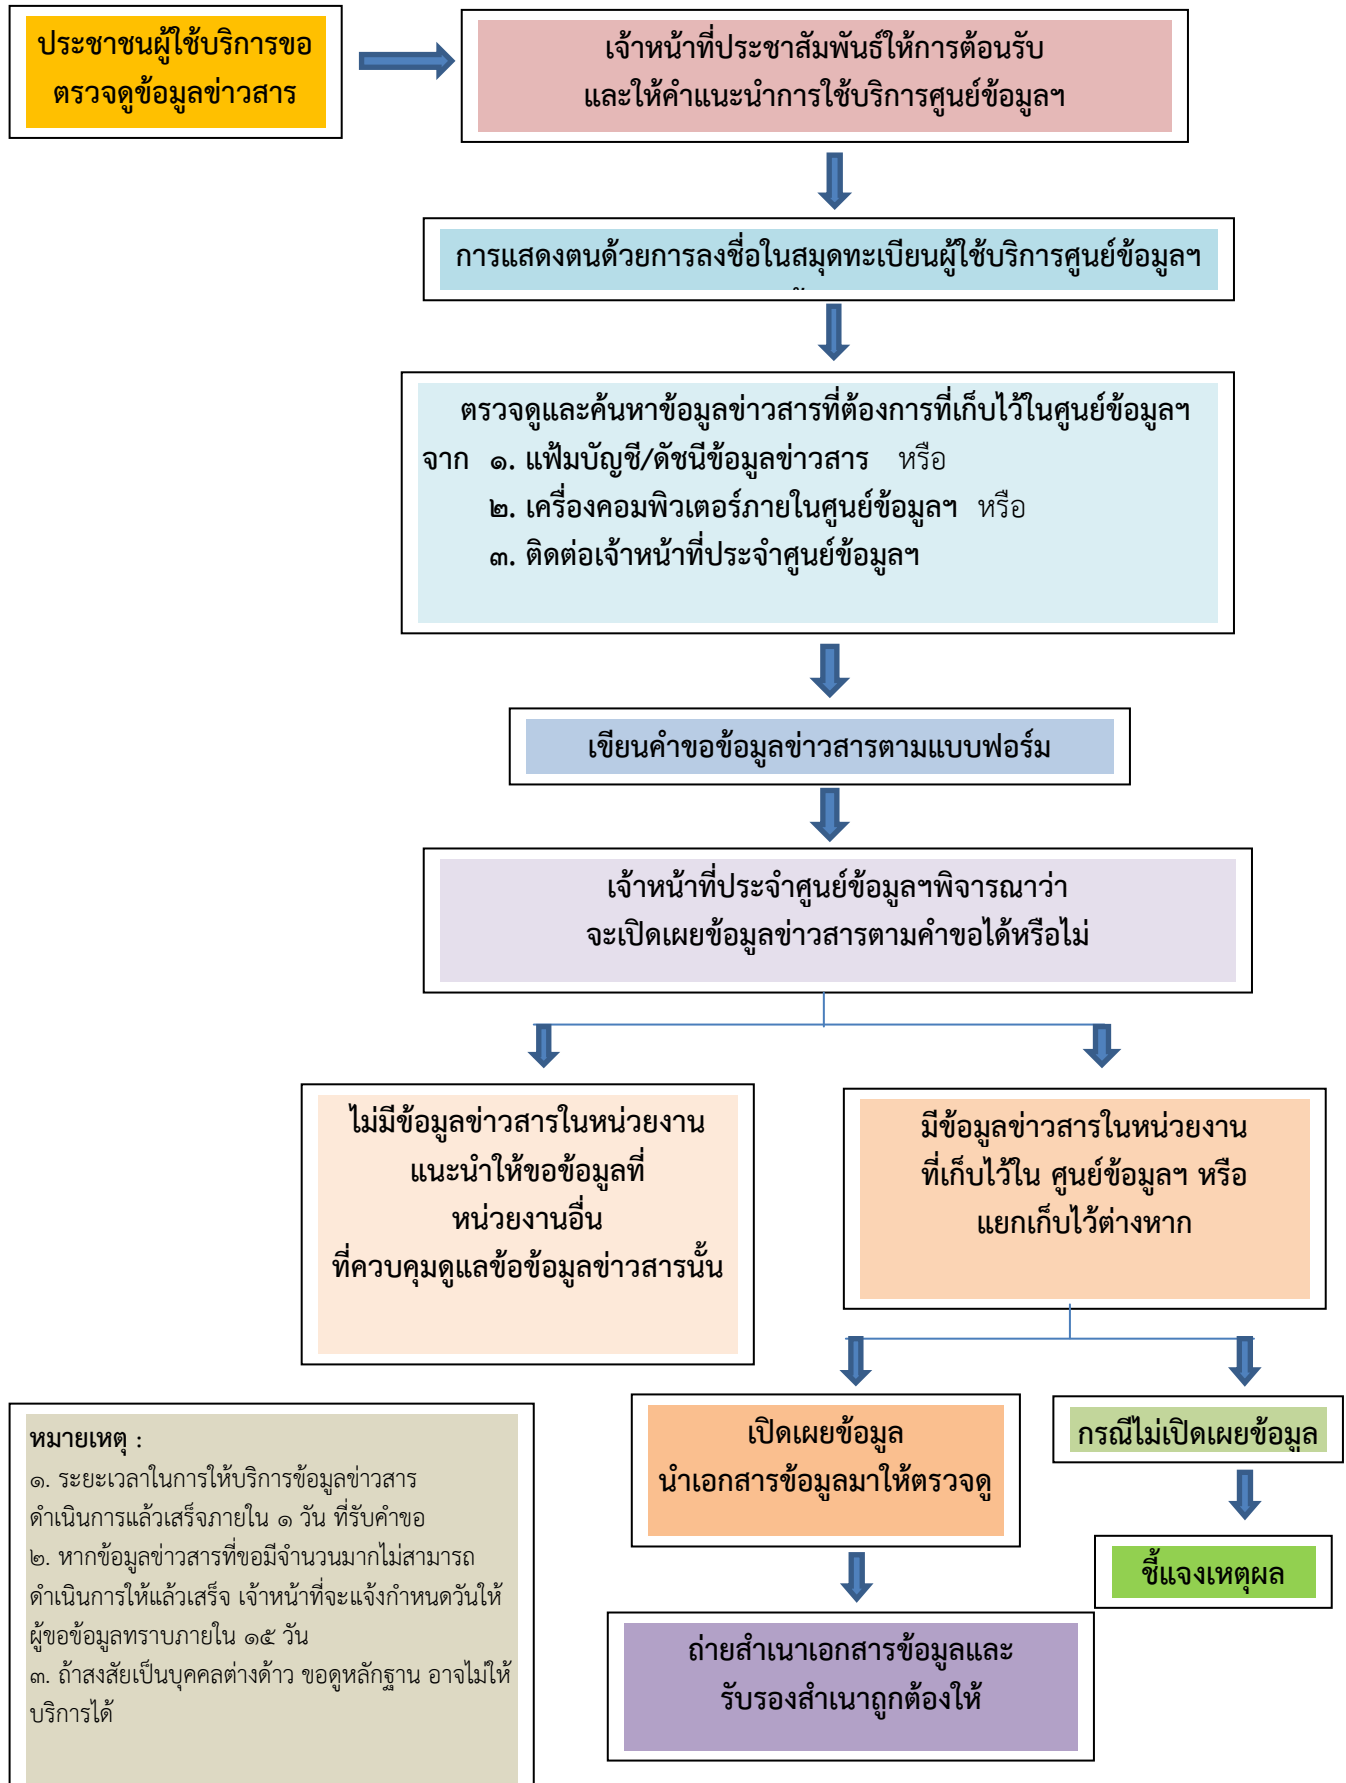 ประชาชนผู้ใช้บริการขอ
ตรวจดูข้อมูลข่าวสาร
เจ้าหน้าที่ประชาสัมพันธ์ให้การต้อนรับ
และให้คำแนะนำการใช้บริการศูนย์ข้อมูลฯ
การแสดงตนด้วยการลงชื่อในสมุดทะเบียนผู้ใช้บริการศูนย์ข้อมูลฯ
ตรวจดูและค้นหาข้อมูลข่าวสารที่ต้องการที่เก็บไว้ในศูนย์ข้อมูลฯ
จาก ๑. แฟ้มบัญชี/ดัชนีข้อมูลข่าวสาร หรือ
๒. เครื่องคอมพิวเตอร์ภายในศูนย์ข้อมูลฯ หรือ
๓. ติดต่อเจ้าหน้าที่ประจำศูนย์ข้อมูลฯ
เขียนคำขอข้อมูลข่าวสารตามแบบฟอร์ม
เจ้าหน้าที่ประจำศูนย์ข้อมูลฯพิจารณาว่า
จะเปิดเผยข้อมูลข่าวสารตามคำขอได้หรือไม่
ไม่มีข้อมูลข่าวสารในหน่วยงาน
แนะนำให้ขอข้อมูลที่
หน่วยงานอื่น
ที่ควบคุมดูแลข้อข้อมูลข่าวสารนั้น
มีข้อมูลข่าวสารในหน่วยงาน
ที่เก็บไว้ใน ศูนย์ข้อมูลฯ หรือ
แยกเก็บไว้ต่างหาก
เปิดเผยข้อมูล
นำเอกสารข้อมูลมาให้ตรวจดู
กรณีไม่เปิดเผยข้อมูล
ชี้แจงเหตุผล
ถ่ายสำเนาเอกสารข้อมูลและ
รับรองสำเนาถูกต้องให้
หมายเหตุ :
๑. ระยะเวลาในการให้บริการข้อมูลข่าวสาร
ดำเนินการแล้วเสร็จภายใน ๑ วัน ที่รับคำขอ
๒. หากข้อมูลข่าวสารที่ขอมีจำนวนมากไม่สามารถ
ดำเนินการให้แล้วเสร็จ เจ้าหน้าที่จะแจ้งกำหนดวันให้
ผู้ขอข้อมูลทราบภายใน ๑๕ วัน
๓. ถ้าสงสัยเป็นบุคคลต่างด้าว ขอดูหลักฐาน อาจไม่ให้
บริการได้